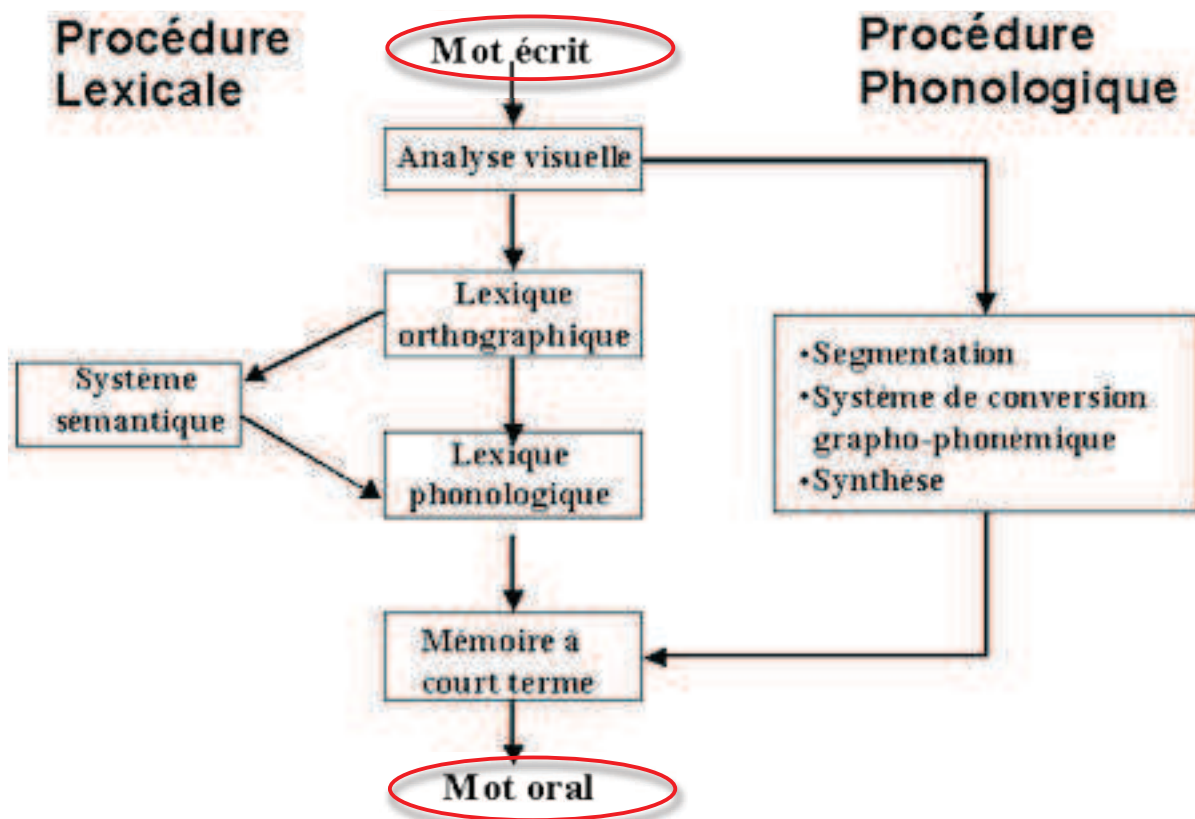 Procédure
Lexicale
Mot écrit
Procédure
Phonologique
Analyse visuelle
Lexique
orthographique
Système
sémantique
Lexique
phonologique
•Segmentation
•Système de conversion
grapho-phonémique
•Synthèse
Mémoire à
court terme
Mot oral